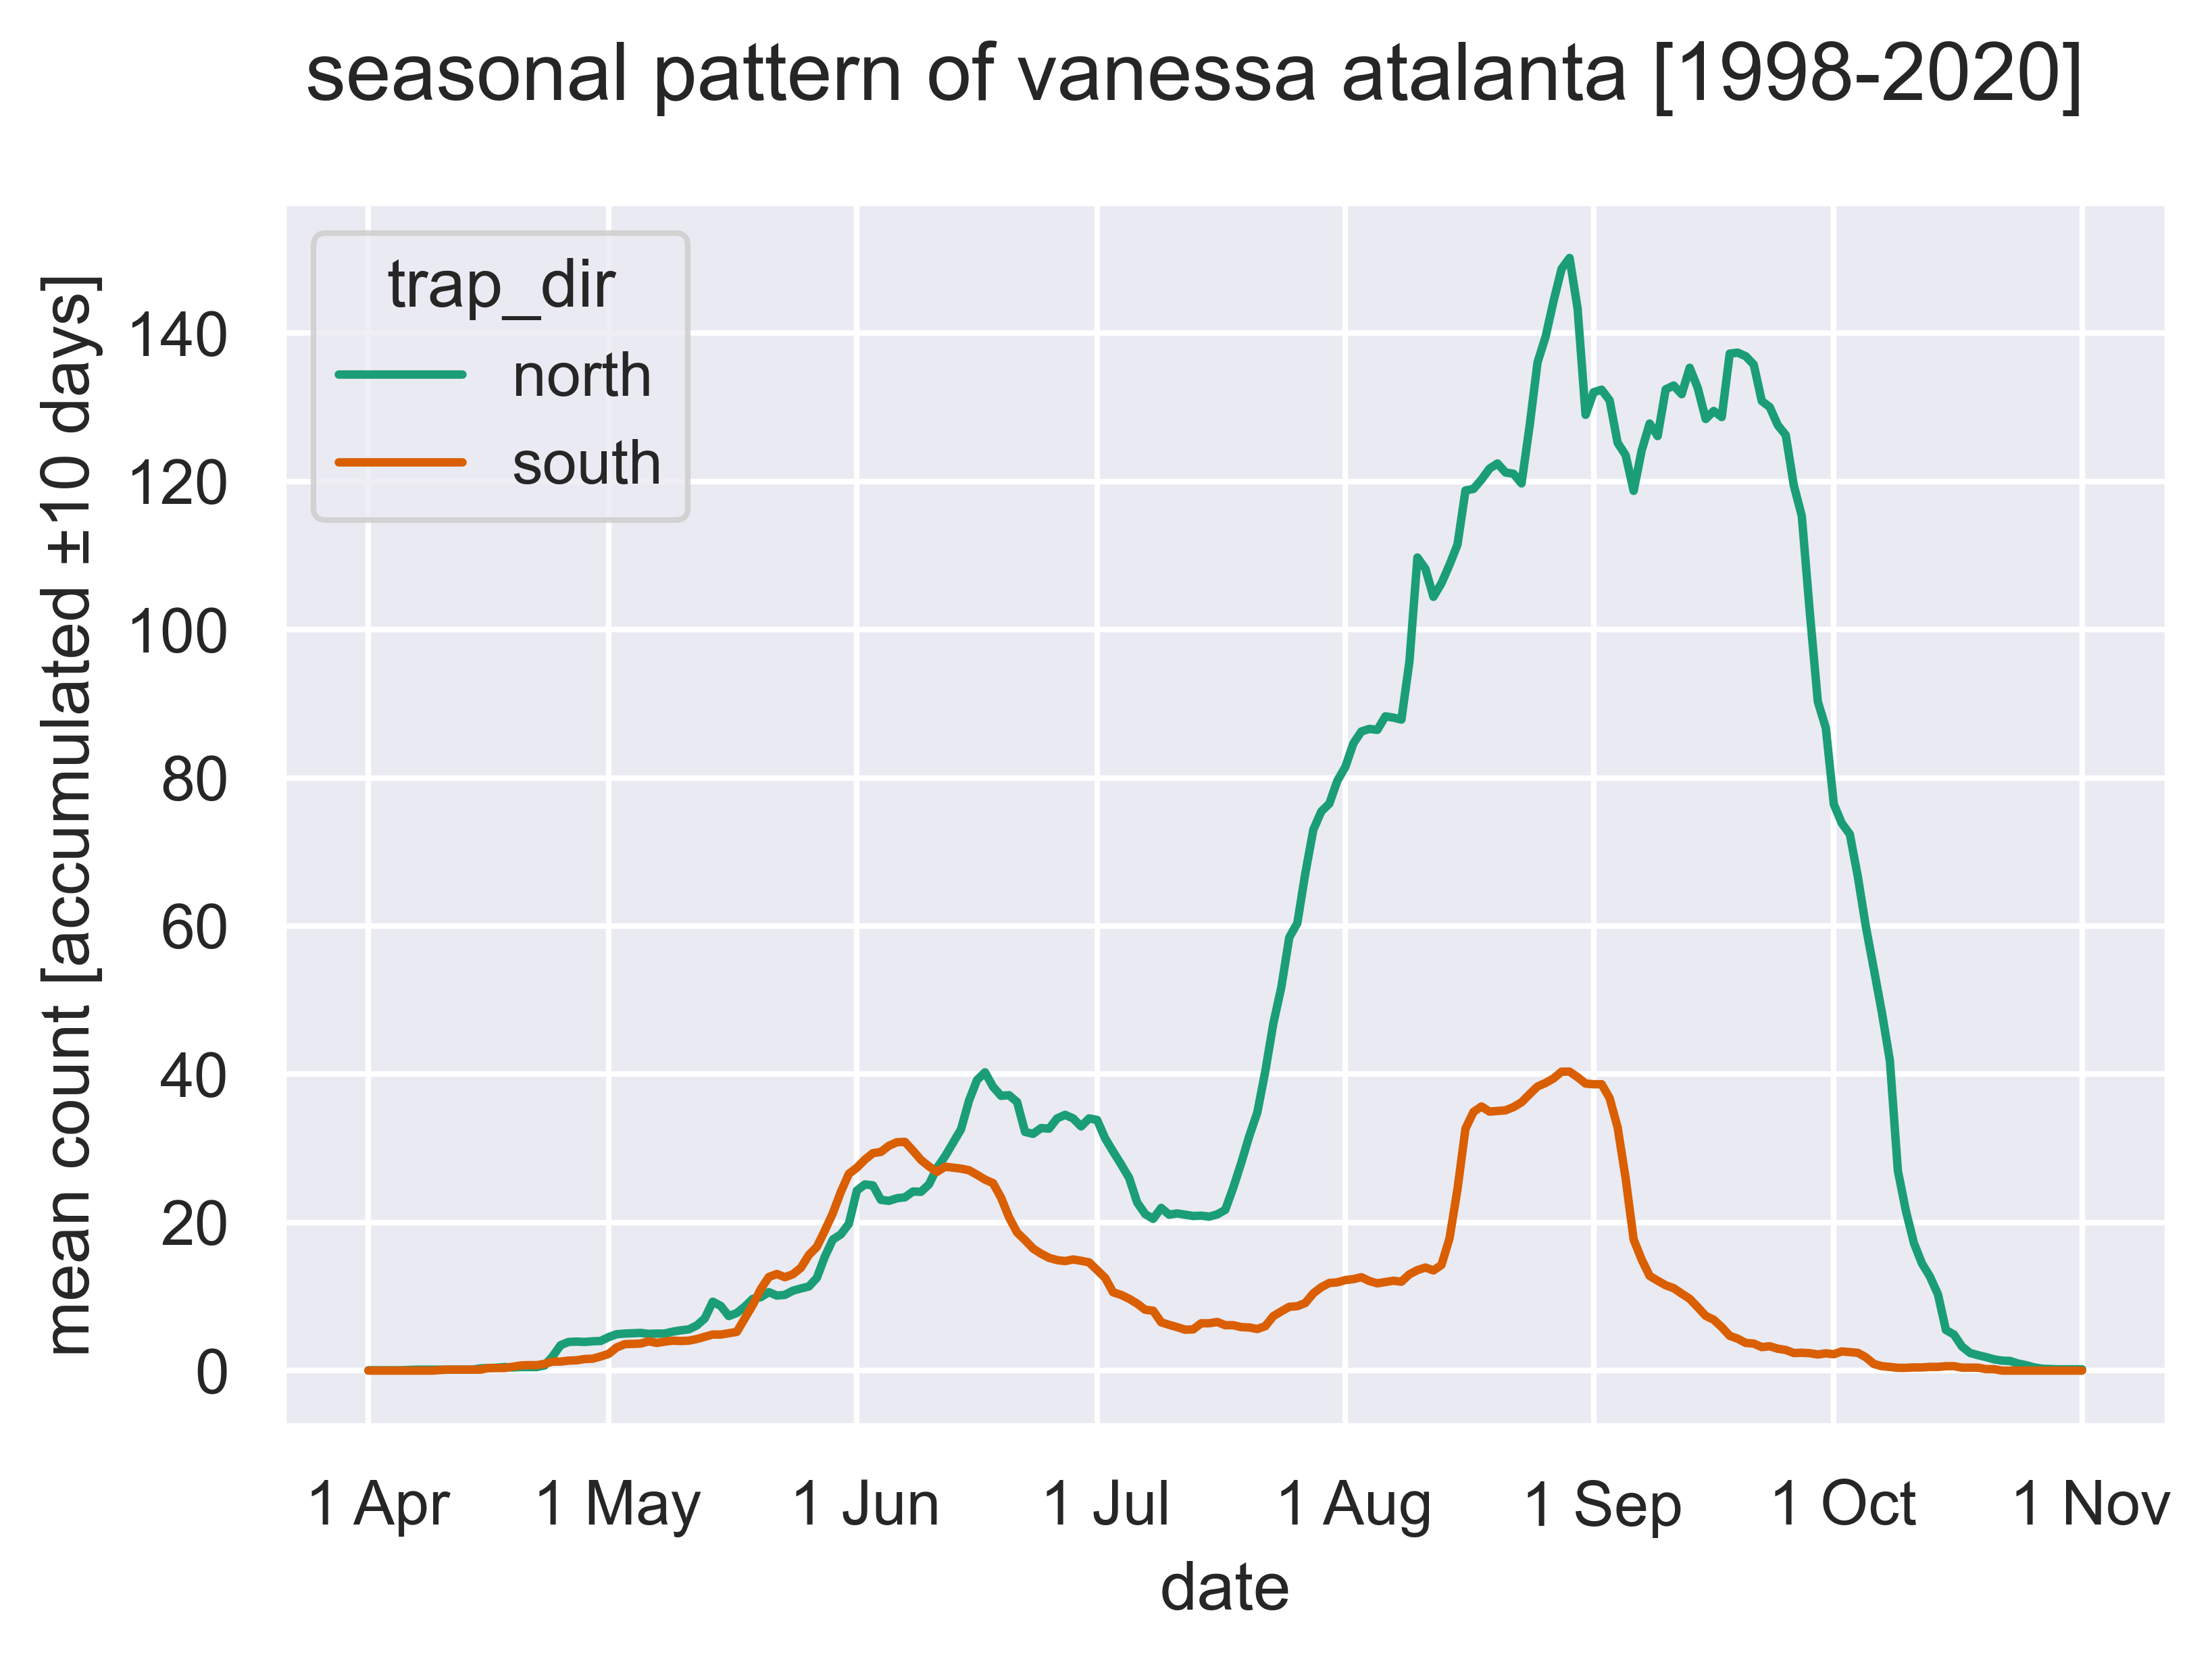 seasonal pattern of vanessa atalanta [1998-2020]
mean count [accumulated ±10 days]
140
120
100
80
60
40
20
0
trap_dir
north
south
1 Apr
1 May
1 Jun
1 Jul
1 Aug
1 Sep
1 Oct
1 Nov
date